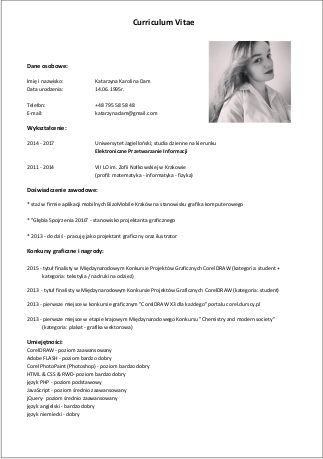 Curriculum Vitae
Dane osobowe:
Imię i nazwisko: Katarzyna Karolina Dam
Data urodzenia: 14.06.1995r.
Telefon: +48 795 58 58 48
E-mail: katarzynadam@gmail.com
Wykształcenie:
2014 - 2017 Uniwersytet Jagielloński; studia dzienne na kierunku
Elektroniczne Przetwarzanie Informacji
2011 - 2014 VII LO im. Zofii Nałkowskiej w Krakowie
(profil: matematyka - informatyka - fizyka)
Doświadczenie zawodowe:
* staż w firmie aplikacji mobilnych BizoMobile Kraków na stanowisku grafika komputerowego
* "Głębia Spojrzenia 2016" - stanowisko projektanta graficznego
* 2013 - do dziś - pracuję jako projektant graficzny oraz ilustrator
Konkursy graficzne i nagrody:
2015 - tytuł finalisty w Międzynarodowym Konkursie Projektów Graficznych CorelDRAW (kategoria: student +
kategoria: tekstylia / nadruki na odzież)
2013 - tytuł finalisty w Międzynarodowym Konkursie Projektów Graficznych CorelDRAW (kategoria: student)
2013 - pierwsze miejsce w konkursie graficznym "CorelDRAW X3 dla każdego" portalu corel.durscy.pl
2013 - pierwsze miejsce w etapie krajowym Międzynarodowego Konkursu "Chemistry and modern society"
(kategoria: plakat - grafika wektorowa)
Umiejętności:
CorelDRAW - poziom zaawansowany
Adobe FLASH - poziom bardzo dobry
Corel PhotoPaint (Photoshop) - poziom bardzo dobry
HTML & CSS & RWD- poziom bardzo dobry
język PHP - poziom podstawowy
JavaScript - poziom średnio zaawansowany
jQuery- poziom średnio zaawansowany
język angielski - bardzo dobry
język niemiecki - dobry